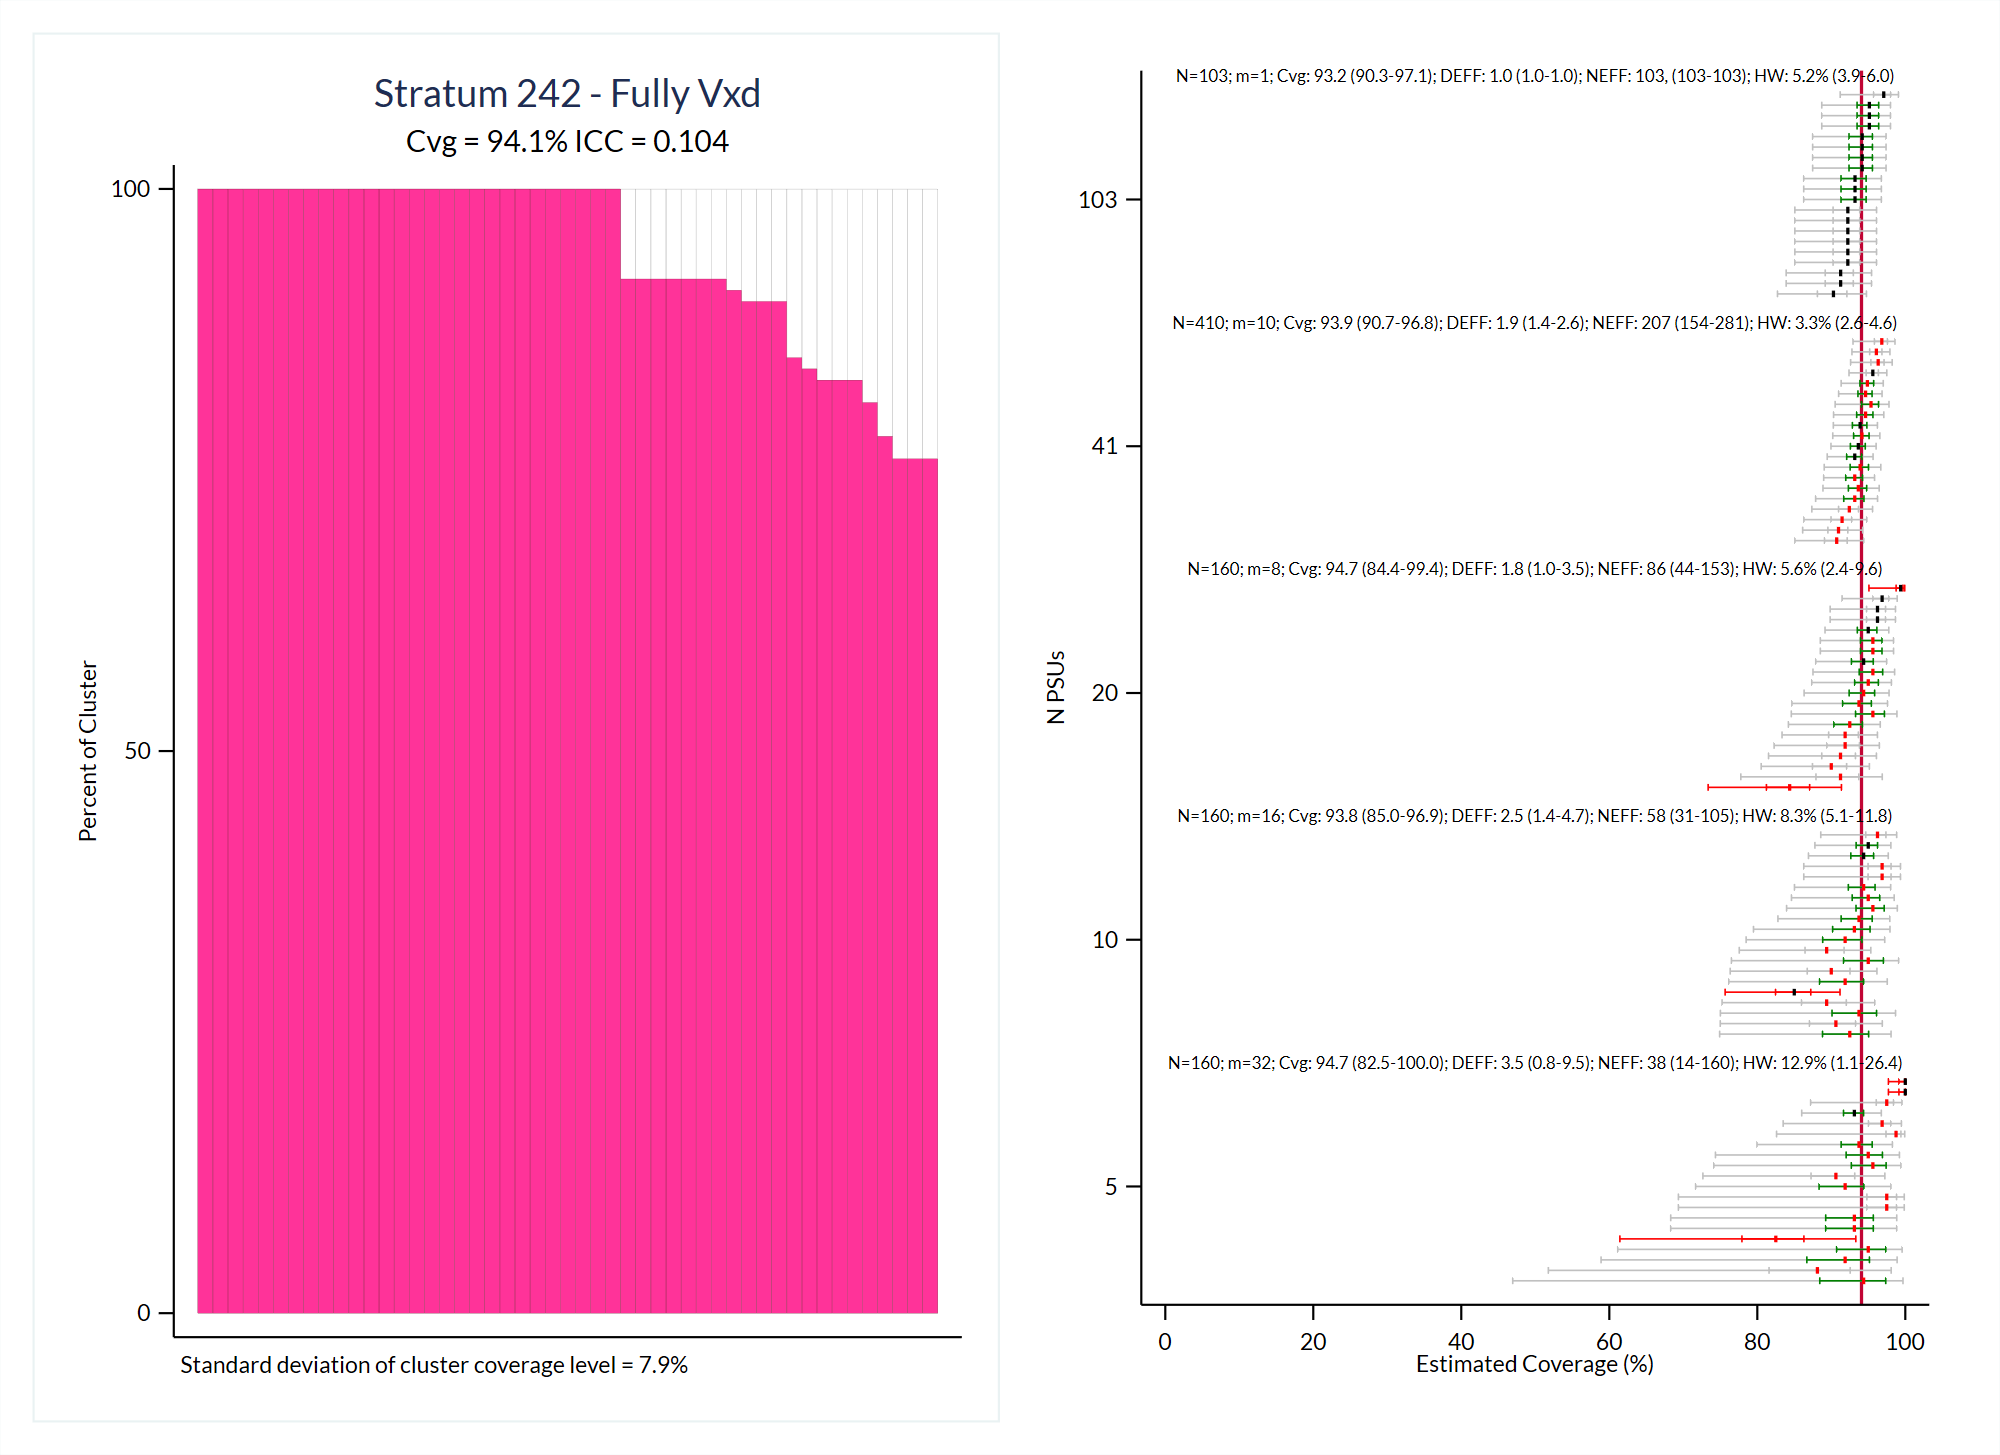 Stratum 242 - Fully Vxd
Cvg = 94.1% ICC = 0.104
100
50
0
Percent of Cluster
Standard deviation of cluster coverage level = 7.9%
N=103; m=1; Cvg: 93.2 (90.3-97.1); DEFF: 1.0 (1.0-1.0); NEFF: 103, (103-103); HW: 5.2% (3.9-6.0)
103
N=410; m=10; Cvg: 93.9 (90.7-96.8); DEFF: 1.9 (1.4-2.6); NEFF: 207 (154-281); HW: 3.3% (2.6-4.6)
41
N=160; m=8; Cvg: 94.7 (84.4-99.4); DEFF: 1.8 (1.0-3.5); NEFF: 86 (44-153); HW: 5.6% (2.4-9.6)
N PSUs
20
N=160; m=16; Cvg: 93.8 (85.0-96.9); DEFF: 2.5 (1.4-4.7); NEFF: 58 (31-105); HW: 8.3% (5.1-11.8)
10
N=160; m=32; Cvg: 94.7 (82.5-100.0); DEFF: 3.5 (0.8-9.5); NEFF: 38 (14-160); HW: 12.9% (1.1-26.4)
5
0 20 40 60 80 100
Estimated Coverage (%)